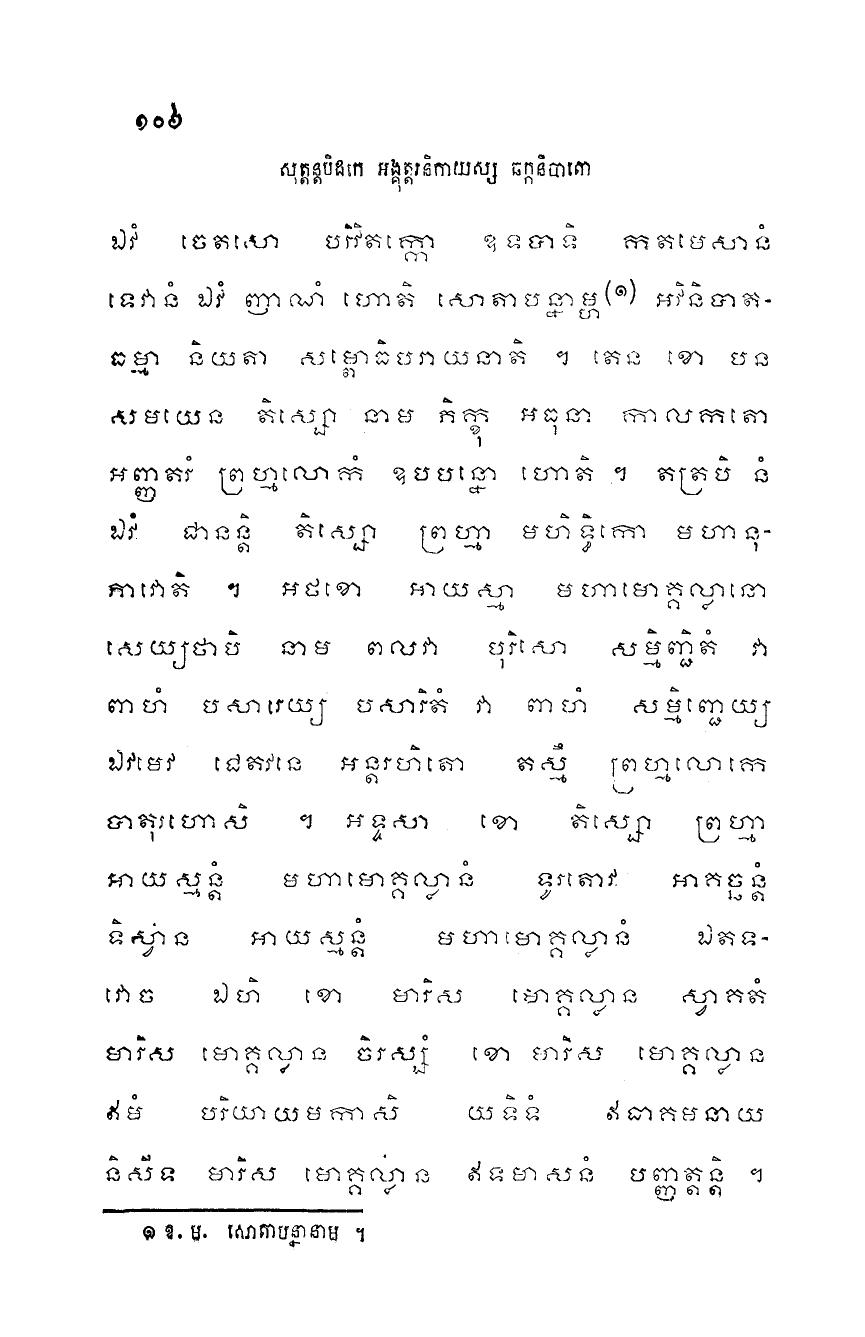 ១០៦
សុត្តន្តបិដកេ អង្គុត្តរនិកាយស្ស ឆក្កនិបាតោ
ឯវំ ចេតសោ បរិវិតក្កោ ឧទបាទិ កតមេសានំ
ទេវានំ ឯវំ ញាណំ ហោតិ សោតាបន្នាម្ហ(១) អវិនិបាត-
ធម្មា និយតា សម្ពោធិបរាយនាតិ ។ តេន ខោ បន
សមយេន តិស្សោ នាម ភិក្ខុ អធុនា កាលកតោ
អញ្ញតរំ ព្រហ្មលោកំ ឧបបន្នោ ហោតិ ។ តត្របិ នំ
ឯវំ ជានន្តិ តិស្សោ ព្រហ្មា មហិទ្ធិកោ មហានុ-
ភាវោតិ ។ អថខោ អាយស្មា មហាមោគ្គល្លានោ
សេយ្យថាបិ នាម ពលវា បុរិសោ សម្មិញ្ជិតំ វា
ពាហំ បសារេយ្យ បសារិតំ វា ពាហំ សម្មិញ្ជេយ្យ
ឯវមេវ ជេតវនេ អន្តរហិតោ តស្មឹ ព្រហ្មលោកេ
បាតុរហោសិ ។ អទ្ទសា ខោ តិស្សោ ព្រហ្មា
អាយស្មន្តំ មហាមោគ្គល្លានំ ទូរតោវ អាគច្ឆន្តំ
ទិស្វាន អាយស្មន្តំ មហាមោគ្គល្លានំ ឯតទ-
វោច ឯហិ ខោ មារិស មោគ្គល្លាន ស្វាគតំ
មារិស មោគ្គល្លាន ចិរស្សំ ខោ មារិស មោគ្គល្លាន
ឥមំ បរិយាយមកាសិ យទិទំ ឥធាគមនាយ
និសីទ មារិស មោគ្គល្លាន ឥទមាសនំ បញ្ញត្តន្តិ ។
១ ឱ. ម. សោតាបន្នានាម ។